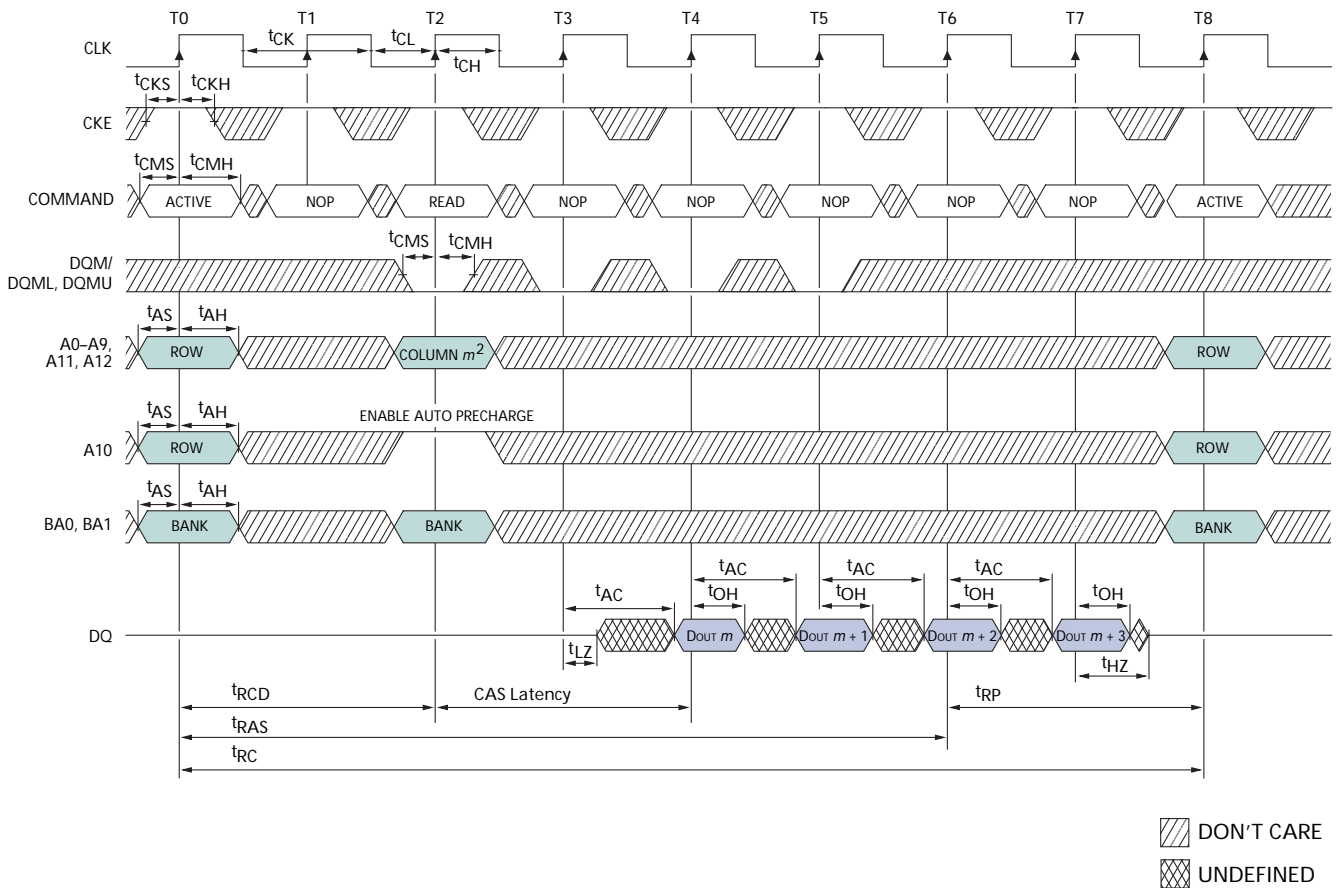 T0 T1 T2 T3 T4 T5 T6 T7 T8
CLK
tCK tCL
tCH
tCKS tCKH
CKE
tCMS tCMH
COMMAND ACTIVE NOP READ NOP NOP NOP NOP NOP ACTIVE
tCMS tCMH
DQM/
DQML, DQMU
tAS tAH
A0–A9,
A11, A12
ROW COLUMN m2 ROW
tAS tAH
ENABLE AUTO PRECHARGE
A10 ROW ROW
tAS tAH
BA0, BA1 BANK BANK BANK
tAC tAC tAC
tAC tOH tOH tOH tOH
DQ DOUT m DOUT m + 1 DOUT m + 2 DOUT m + 3
tLZ tHZ
tRCD CAS Latency tRP
tRAS
tRC
DON'T CARE
UNDEFINED